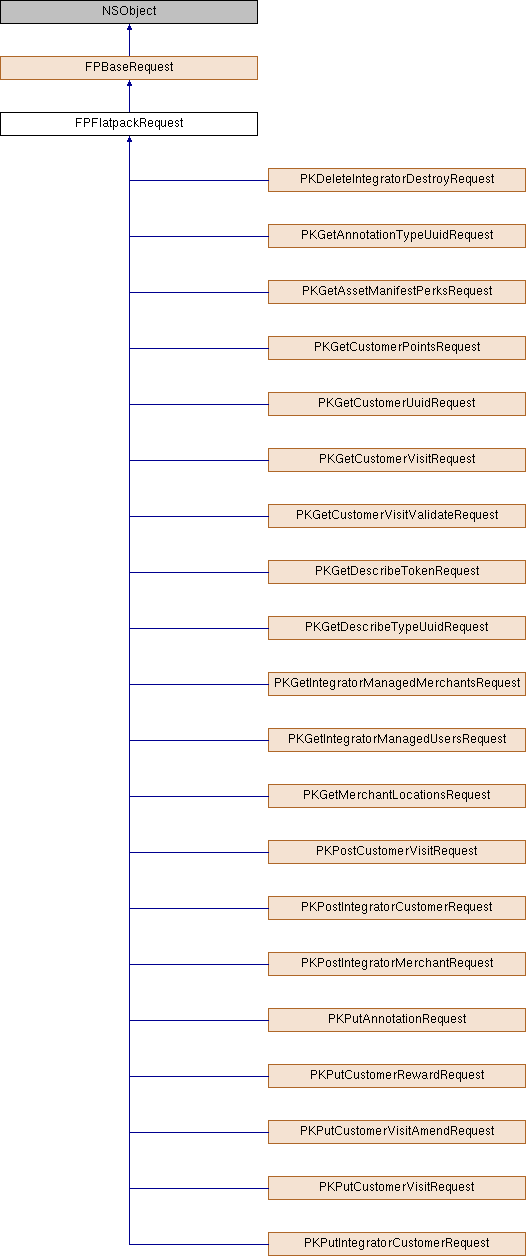 NSObject
FPBaseRequest
FPFlatpackRequest
PKDeleteIntegratorDestroyRequest
PKGetAnnotationTypeUuidRequest
PKGetAssetManifestPerksRequest
PKGetCustomerPointsRequest
PKGetCustomerUuidRequest
PKGetCustomerVisitRequest
PKGetCustomerVisitValidateRequest
PKGetDescribeTokenRequest
PKGetDescribeTypeUuidRequest
PKGetIntegratorManagedMerchantsRequest
PKGetIntegratorManagedUsersRequest
PKGetMerchantLocationsRequest
PKPostCustomerVisitRequest
PKPostIntegratorCustomerRequest
PKPostIntegratorMerchantRequest
PKPutAnnotationRequest
PKPutCustomerRewardRequest
PKPutCustomerVisitAmendRequest
PKPutCustomerVisitRequest
PKPutIntegratorCustomerRequest